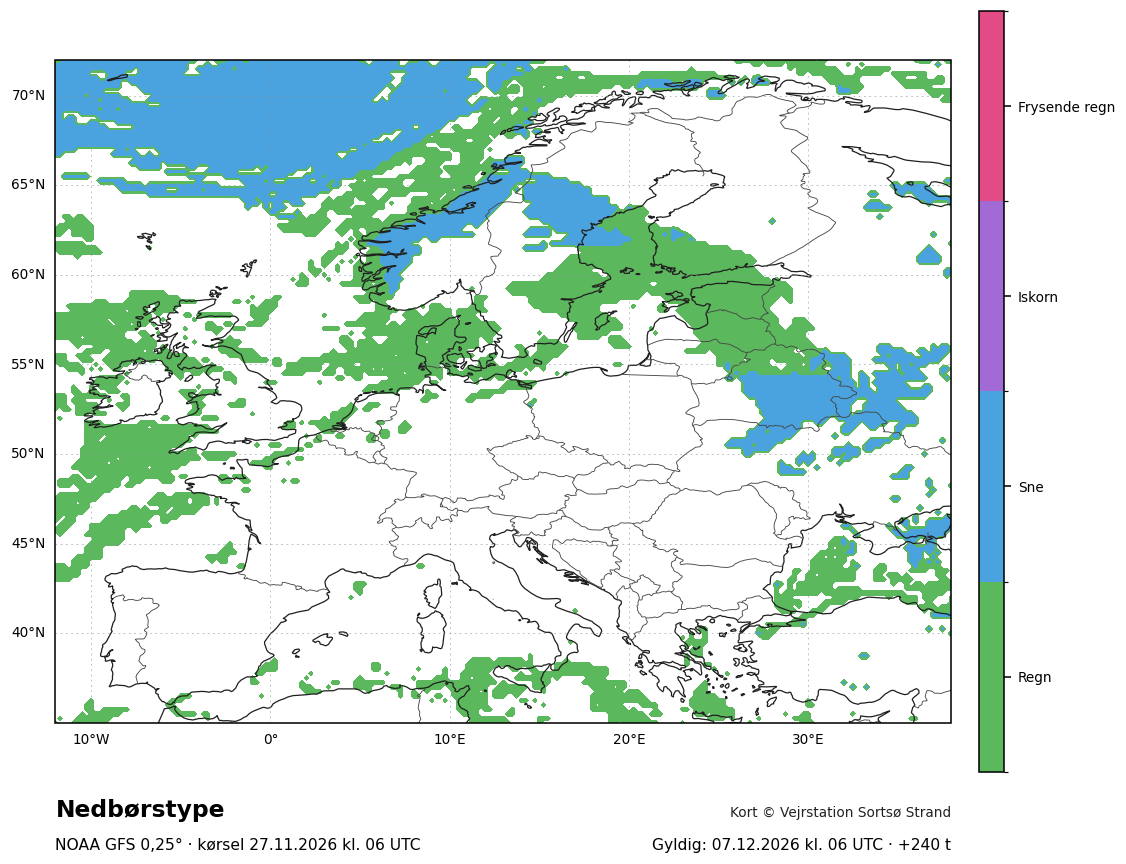 70°N
65°N
60°N
55°N
50°N
45°N
40°N
10°W
0°
10°E
20°E
30°E
Frysende regn
Iskorn
Sne
Regn
Nedbørstype
Kort © Vejrstation Sortsø Strand
NOAA GFS 0,25° · kørsel 27.11.2026 kl. 06 UTC
Gyldig: 07.12.2026 kl. 06 UTC · +240 t